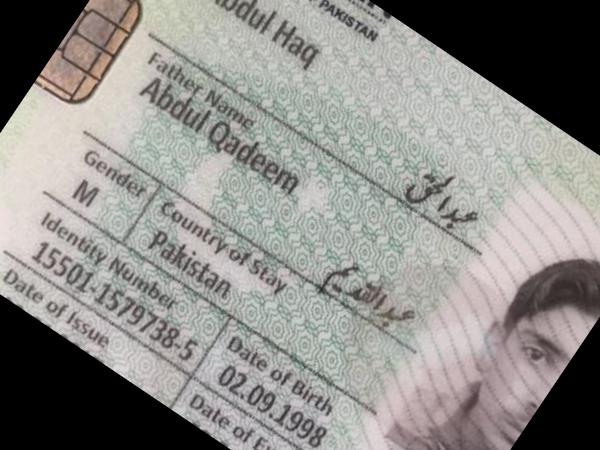 PAKISTAN
Abdul Haq
Father Name
Abdul Qadeem
عبدالحق
Gender
Country of Stay
M
Pakistan
عبدالقدیم
Identity Number
Date of Birth
15501-1579738-5
02.09.1998
Date of Issue
Date of